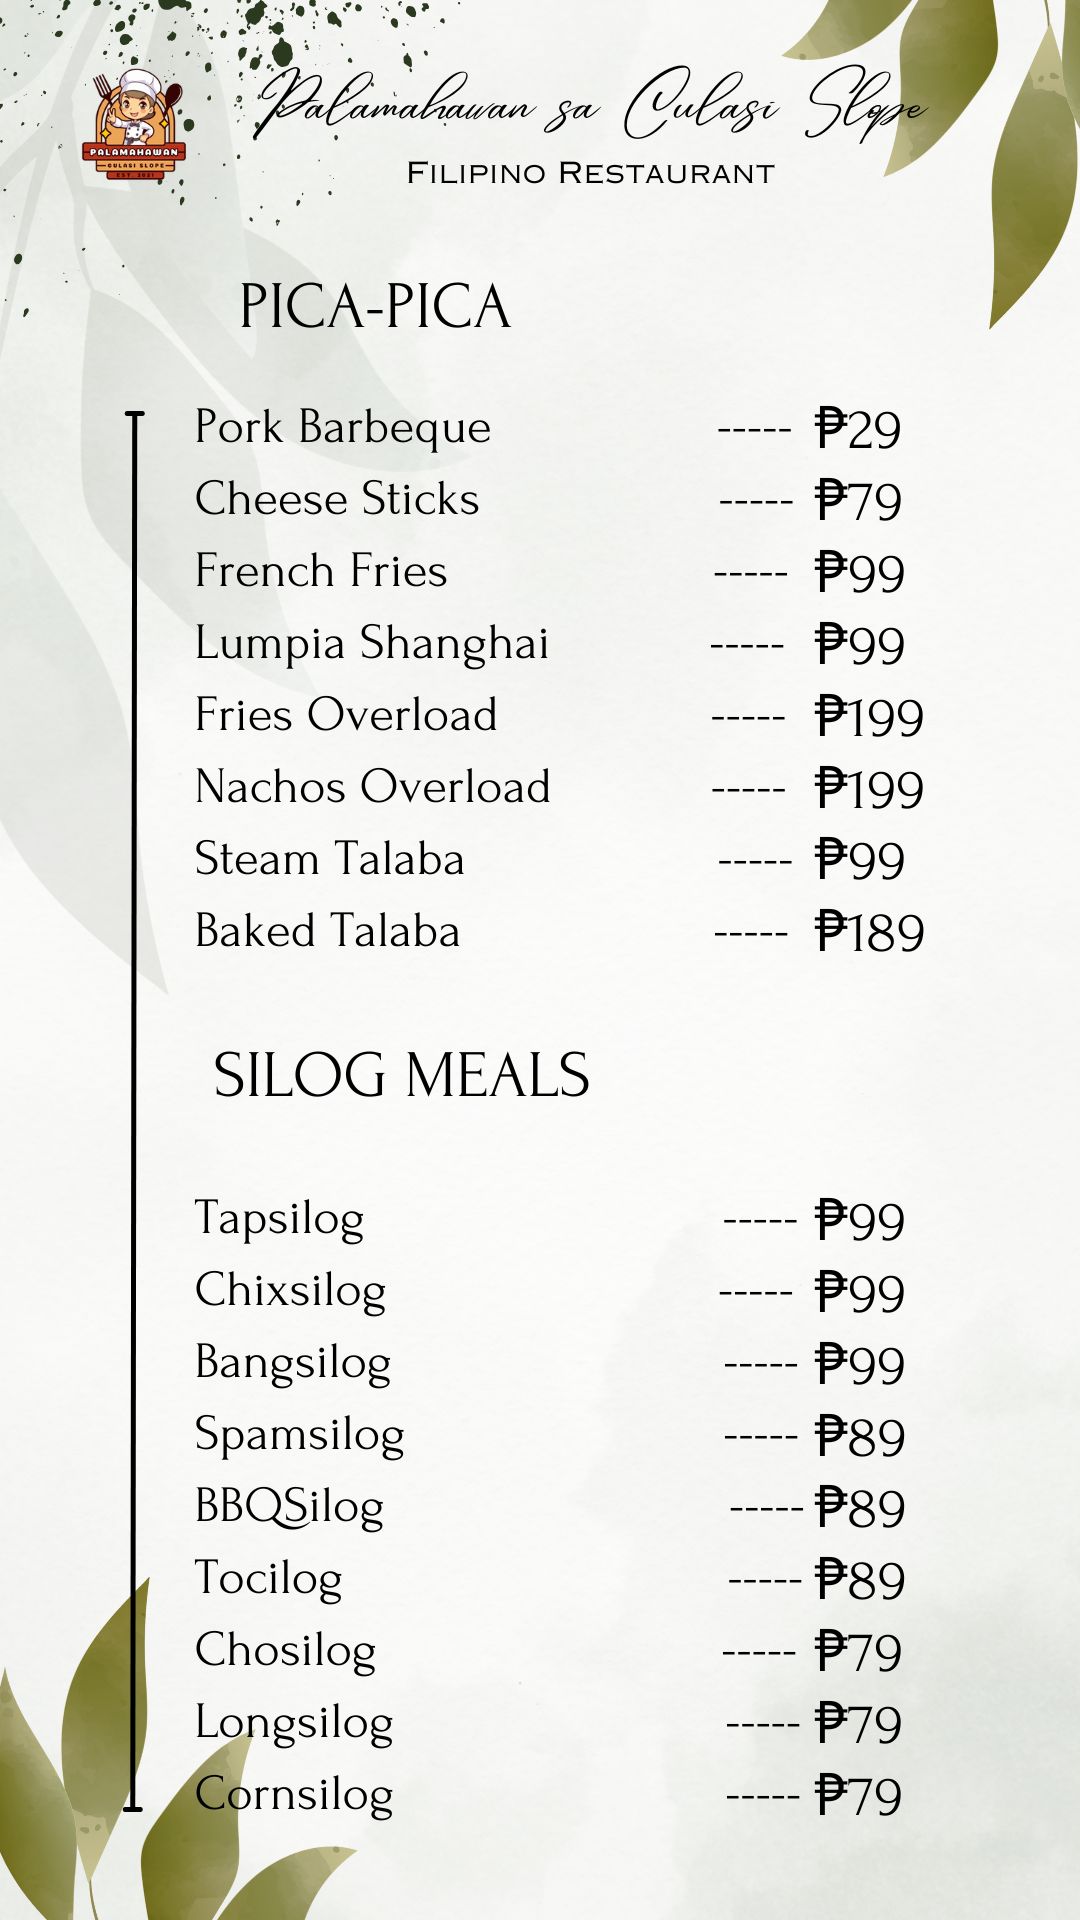 PALAMAHAWAN
CULASI SLOPE
EST. 2021
Palamahawan sa Culasi Slope
FILIPINO RESTAURANT
PICA-PICA
Pork Barbeque ----- ₱29
Cheese Sticks ----- ₱79
French Fries ----- ₱99
Lumpia Shanghai ----- ₱99
Fries Overload ----- ₱199
Nachos Overload ----- ₱199
Steam Talaba ----- ₱99
Baked Talaba ----- ₱189
SILOG MEALS
Tapsilog ----- ₱99
Chixsilog ----- ₱99
Bangsilog ----- ₱99
Spamsilog ----- ₱89
BBQSilog ----- ₱89
Tocilog ----- ₱89
Chosilog ----- ₱79
Longsilog ----- ₱79
Cornsilog ----- ₱79